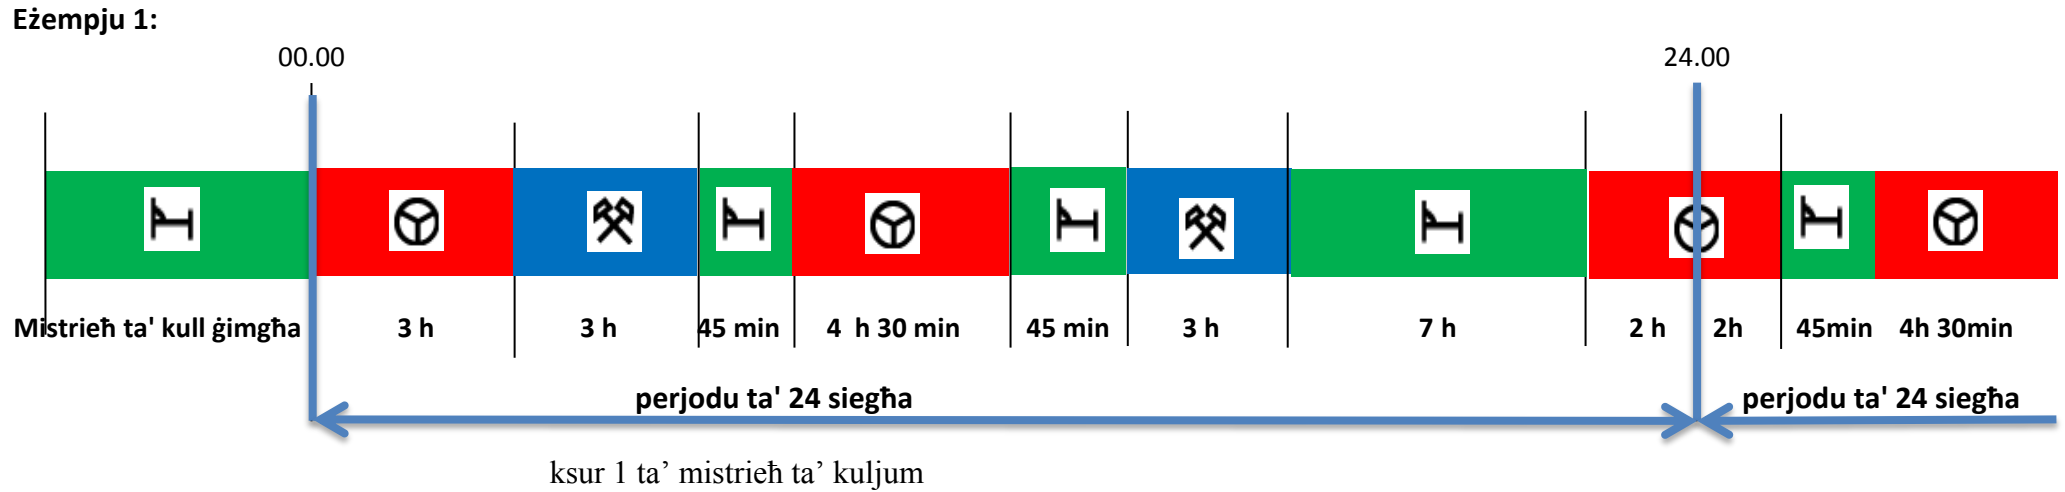 Eżempju 1:
00.00 24.00
Mistrieħ ta' kull ġimgħa 3 h 3 h 45 min 4 h 30 min 45 min 3 h 7 h 2 h 2h 45min 4h 30min
perjodu ta' 24 siegħa perjodu ta' 24 siegħa
ksur 1 ta’ mistrieħ ta’ kuljum